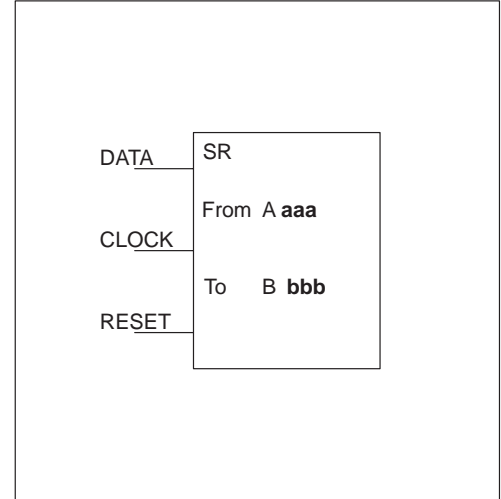 DATA
SR
From A aaa
CLOCK
To B bbb
RESET